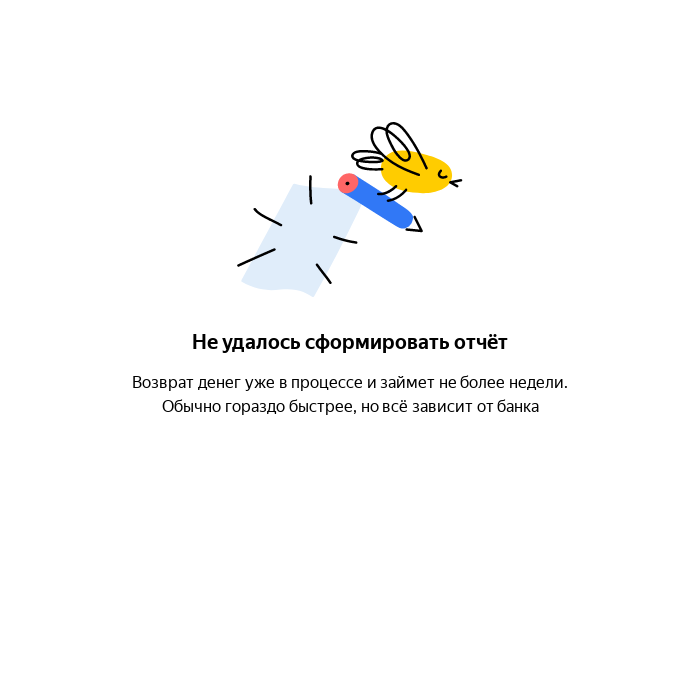 Не удалось сформировать отчёт
Возврат денег уже в процессе и займет не более недели.
Обычно гораздо быстрее, но всё зависит от банка